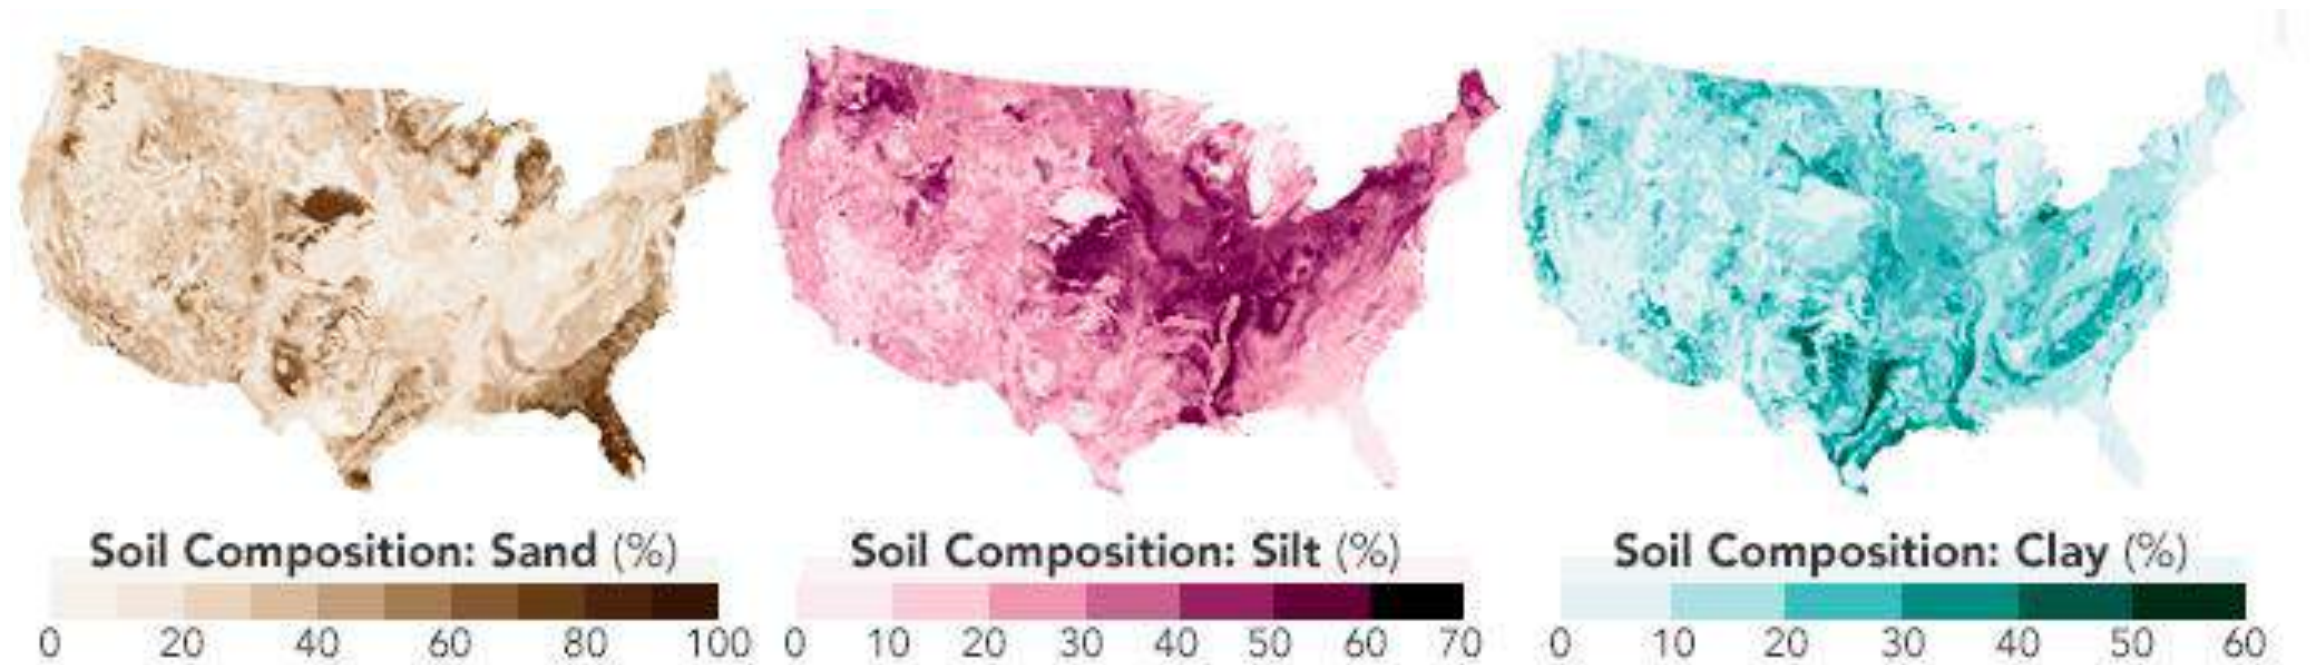 Soil Composition: Sand (%)
0 20 40 60 80 100
Soil Composition: Silt (%)
0 10 20 30 40 50 60 70
Soil Composition: Clay (%)
0 10 20 30 40 50 60